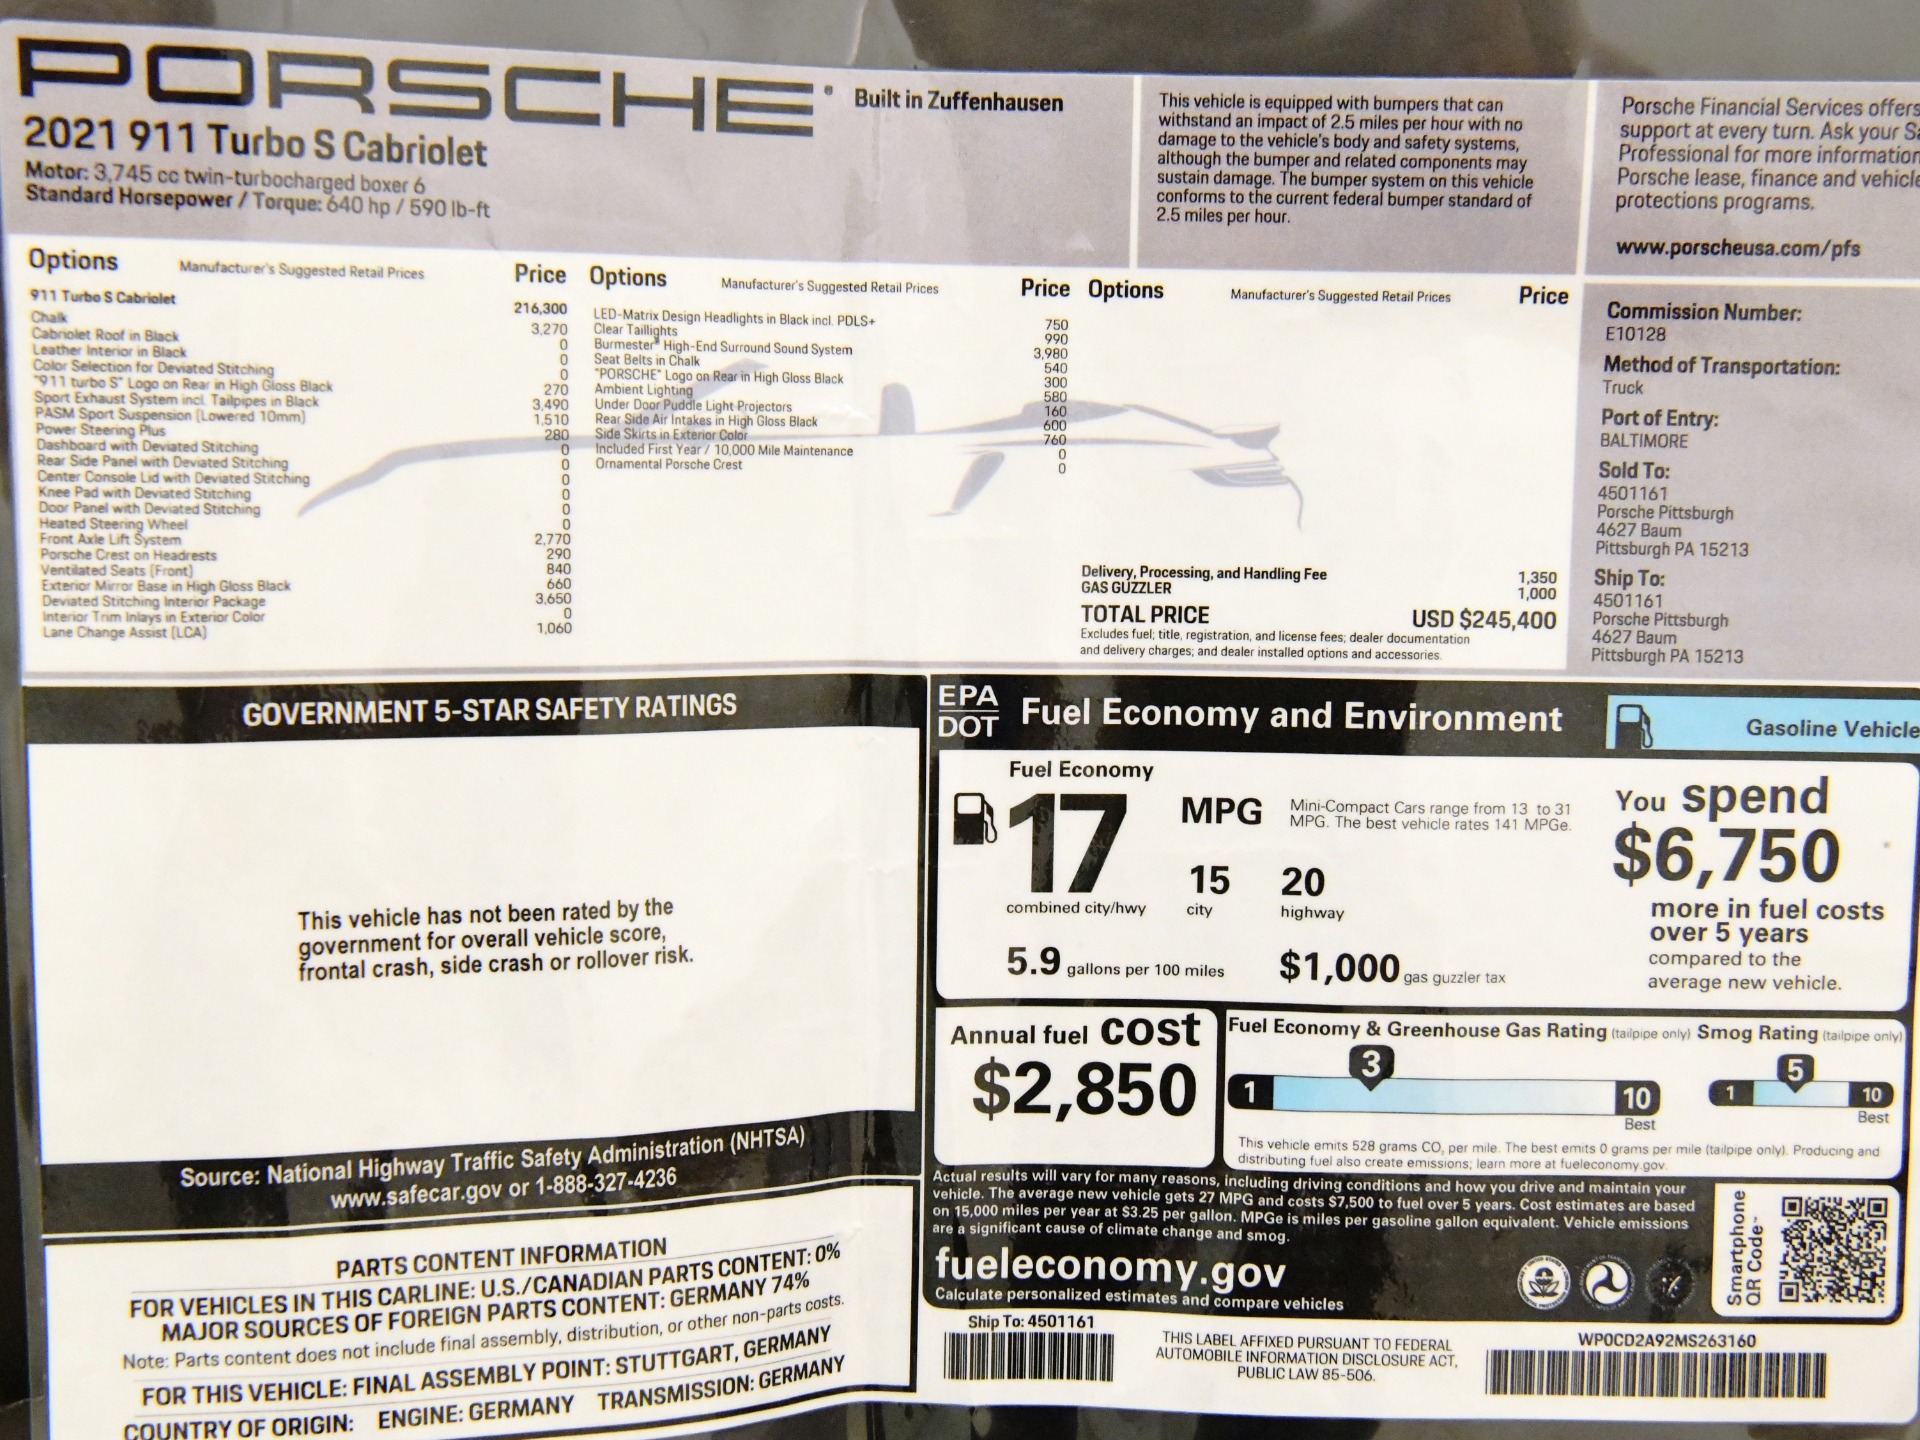 PORSCHE
Built in Zuffenhausen
2021 911 Turbo S Cabriolet
Motor: 3,745 cc twin-turbocharged boxer 6
Standard Horsepower / Torque: 640 hp / 590 lb-ft
This vehicle is equipped with bumpers that can
withstand an impact of 2.5 miles per hour with no
damage to the vehicle's body and safety systems,
although the bumper and related components may
sustain damage. The bumper system on this vehicle
conforms to the current federal bumper standard of
2.5 miles per hour.
Porsche Financial Services offers
support at every turn. Ask your Sa
Professional for more information
Porsche lease, finance and vehicle
protections programs.
www.porscheusa.com/pfs
Options Manufacturer's Suggested Retail Prices Price
911 Turbo S Cabriolet 216,300
Chalk 3,270
Cabriolet Roof in Black 0
Leather Interior in Black 0
Color Selection for Deviated Stitching 0
"911 turbo S" Logo on Rear in High Gloss Black 270
Sport Exhaust System incl. Tailpipes in Black 3,490
PASM Sport Suspension (Lowered 10mm) 1,510
Power Steering Plus 280
Dashboard with Deviated Stitching 0
Rear Side Panel with Deviated Stitching 0
Center Console Lid with Deviated Stitching 0
Knee Pad with Deviated Stitching 0
Door Panel with Deviated Stitching 0
Heated Steering Wheel 0
Front Axle Lift System 2,770
Porsche Crest on Headrests 290
Ventilated Seats (Front) 840
Exterior Mirror Base in High Gloss Black 660
Deviated Stitching Interior Package 3,650
Interior Trim Inlays in Exterior Color 0
Lane Change Assist (LCA) 1,060
Options Manufacturer's Suggested Retail Prices Price
LED-Matrix Design Headlights in Black incl. PDLS+ 750
Clear Taillights 990
Burmester® High-End Surround Sound System 3,980
Seat Belts in Chalk 540
"PORSCHE" Logo on Rear in High Gloss Black 300
Ambient Lighting 580
Under Door Puddle Light Projectors 160
Rear Side Air Intakes in High Gloss Black 600
Side Skirts in Exterior Color 760
Included First Year / 10,000 Mile Maintenance 0
Ornamental Porsche Crest 0
Options Manufacturer's Suggested Retail Prices Price
Delivery, Processing, and Handling Fee 1,350
GAS GUZZLER 1,000
TOTAL PRICE USD $245,400
Excludes fuel; title, registration, and license fees; dealer documentation
and delivery charges; and dealer installed options and accessories.
Commission Number:
E10128
Method of Transportation:
Truck
Port of Entry:
BALTIMORE
Sold To:
4501161
Porsche Pittsburgh
4627 Baum
Pittsburgh PA 15213
Ship To:
4501161
Porsche Pittsburgh
4627 Baum
Pittsburgh PA 15213
GOVERNMENT 5-STAR SAFETY RATINGS
This vehicle has not been rated by the
government for overall vehicle score,
frontal crash, side crash or rollover risk.
Source: National Highway Traffic Safety Administration (NHTSA)
www.safecar.gov or 1-888-327-4236
PARTS CONTENT INFORMATION
FOR VEHICLES IN THIS CARLINE: U.S./CANADIAN PARTS CONTENT: 0%
MAJOR SOURCES OF FOREIGN PARTS CONTENT: GERMANY 74%
Note: Parts content does not include final assembly, distribution, or other non-parts costs.
FOR THIS VEHICLE: FINAL ASSEMBLY POINT: STUTTGART, GERMANY
COUNTRY OF ORIGIN: ENGINE: GERMANY TRANSMISSION: GERMANY
EPA
DOT
Fuel Economy and Environment
Gasoline Vehicle
Fuel Economy
17 MPG
combined city/hwy
15
city
20
highway
Mini-Compact Cars range from 13 to 31
MPG. The best vehicle rates 141 MPGe.
5.9 gallons per 100 miles
$1,000 gas guzzler tax
You spend
$6,750
more in fuel costs
over 5 years
compared to the
average new vehicle.
Annual fuel cost
$2,850
Fuel Economy & Greenhouse Gas Rating (tailpipe only)
3
1 10
Best
Smog Rating (tailpipe only)
5
1 10
Best
This vehicle emits 528 grams CO2 per mile. The best emits 0 grams per mile (tailpipe only). Producing and
distributing fuel also create emissions; learn more at fueleconomy.gov.
Actual results will vary for many reasons, including driving conditions and how you drive and maintain your
vehicle. The average new vehicle gets 27 MPG and costs $7,500 to fuel over 5 years. Cost estimates are based
on 15,000 miles per year at $3.25 per gallon. MPGe is miles per gasoline gallon equivalent. Vehicle emissions
are a significant cause of climate change and smog.
fueleconomy.gov
Calculate personalized estimates and compare vehicles
Smartphone
QR Code™
Ship To: 4501161
THIS LABEL AFFIXED PURSUANT TO FEDERAL
AUTOMOBILE INFORMATION DISCLOSURE ACT,
PUBLIC LAW 85-506.
WP0CD2A92MS263160